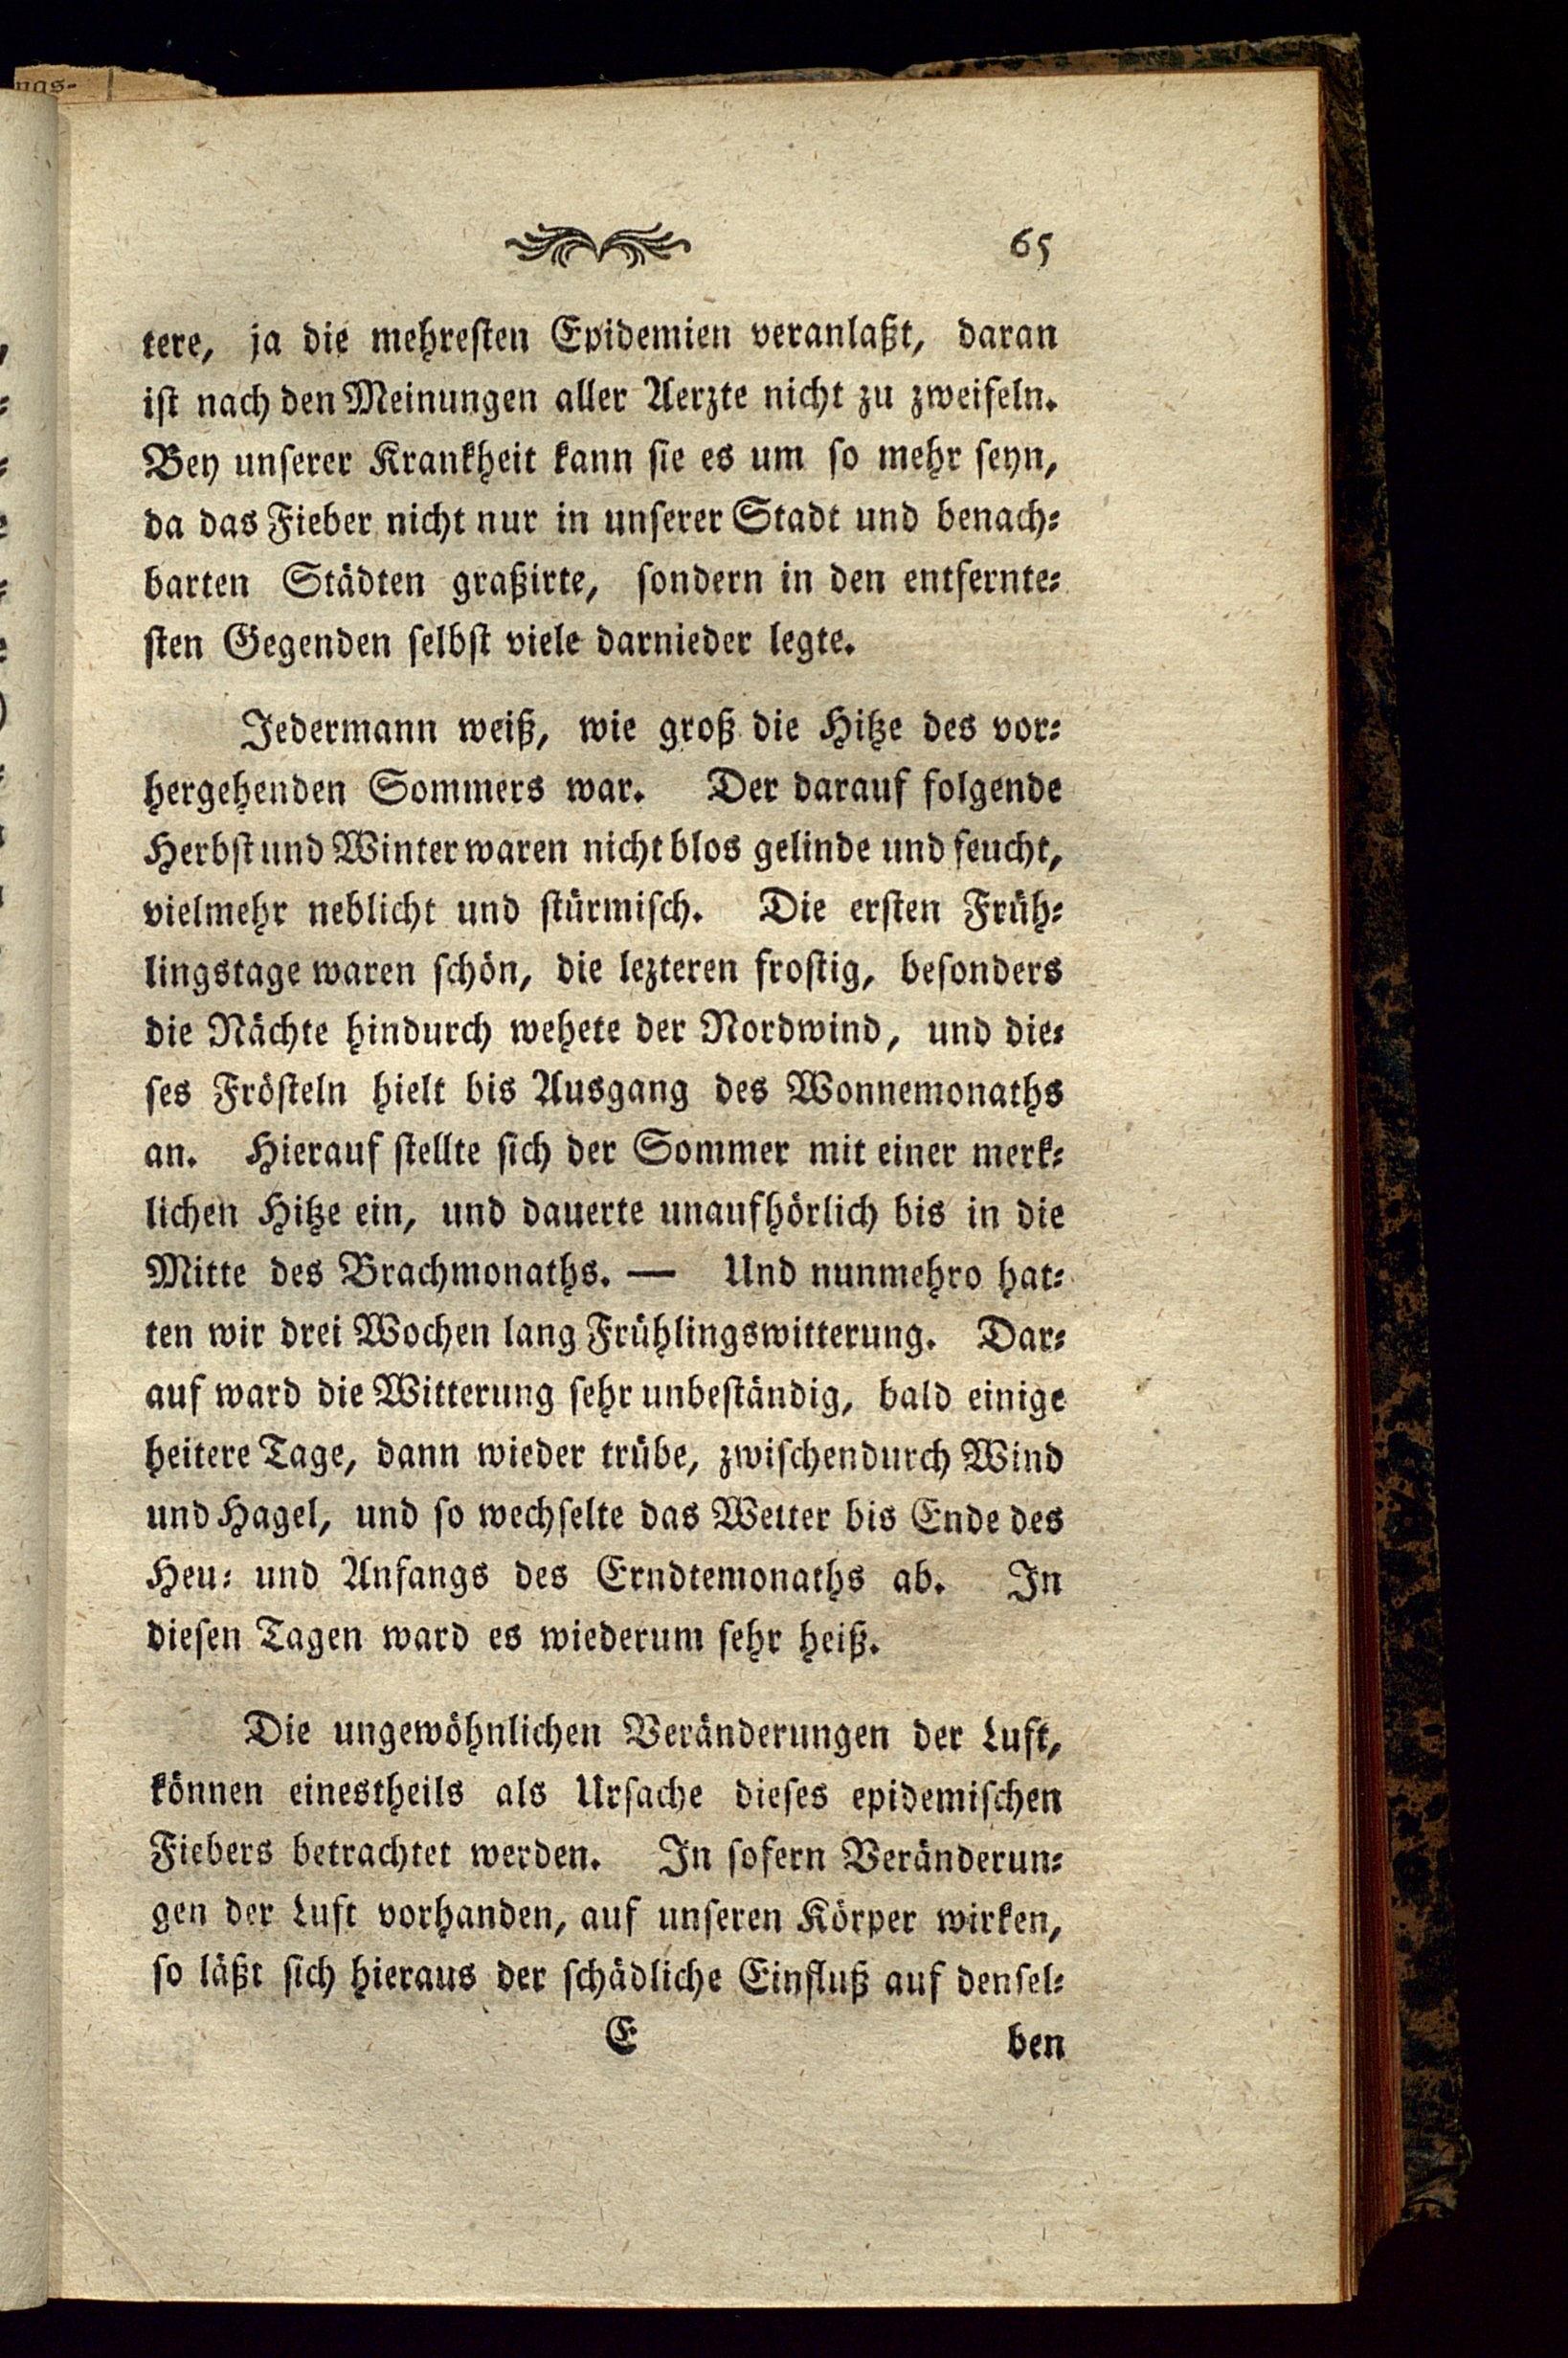 ngs⸗
65
tere, ja die mehreſten Epidemien veranlaßt, daran
iſt nach den Meinungen aller Aerzte nicht zu zweifeln.
Bey unſerer Krankheit kann ſie es um ſo mehr ſeyn,
da das Fieber nicht nur in unſerer Stadt und benach⸗
barten Städten graßirte, ſondern in den entfernte⸗
ſten Gegenden ſelbſt viele darnieder legte.
Jedermann weiß, wie groß die Hitze des vor⸗
hergehenden Sommers war. Der darauf folgende
Herbſt und Winter waren nicht blos gelinde und feucht,
vielmehr neblicht und ſtürmiſch. Die erſten Früh⸗
lingstage waren ſchön, die lezteren froſtig, beſonders
die Nächte hindurch wehete der Nordwind, und die⸗
ſes Fröſteln hielt bis Ausgang des Wonnemonaths
an. Hierauf ſtellte ſich der Sommer mit einer merk⸗
lichen Hitze ein, und dauerte unaufhörlich bis in die
Mitte des Brachmonaths. — Und nunmehro hat⸗
ten wir drei Wochen lang Frühlingswitterung. Dar⸗
auf ward die Witterung ſehr unbeſtändig, bald einige
heitere Tage, dann wieder trübe, zwiſchendurch Wind
und Hagel, und ſo wechſelte das Wetter bis Ende des
Heu⸗ und Anfangs des Erndtemonaths ab. In
dieſen Tagen ward es wiederum ſehr heiß.
Die ungewöhnlichen Veränderungen der Luft,
können einestheils als Urſache dieſes epidemiſchen
Fiebers betrachtet werden. In ſofern Veränderun⸗
gen der Luft vorhanden, auf unſeren Körper wirken,
ſo läßt ſich hieraus der ſchädliche Einfluß auf denſel⸗
E ben